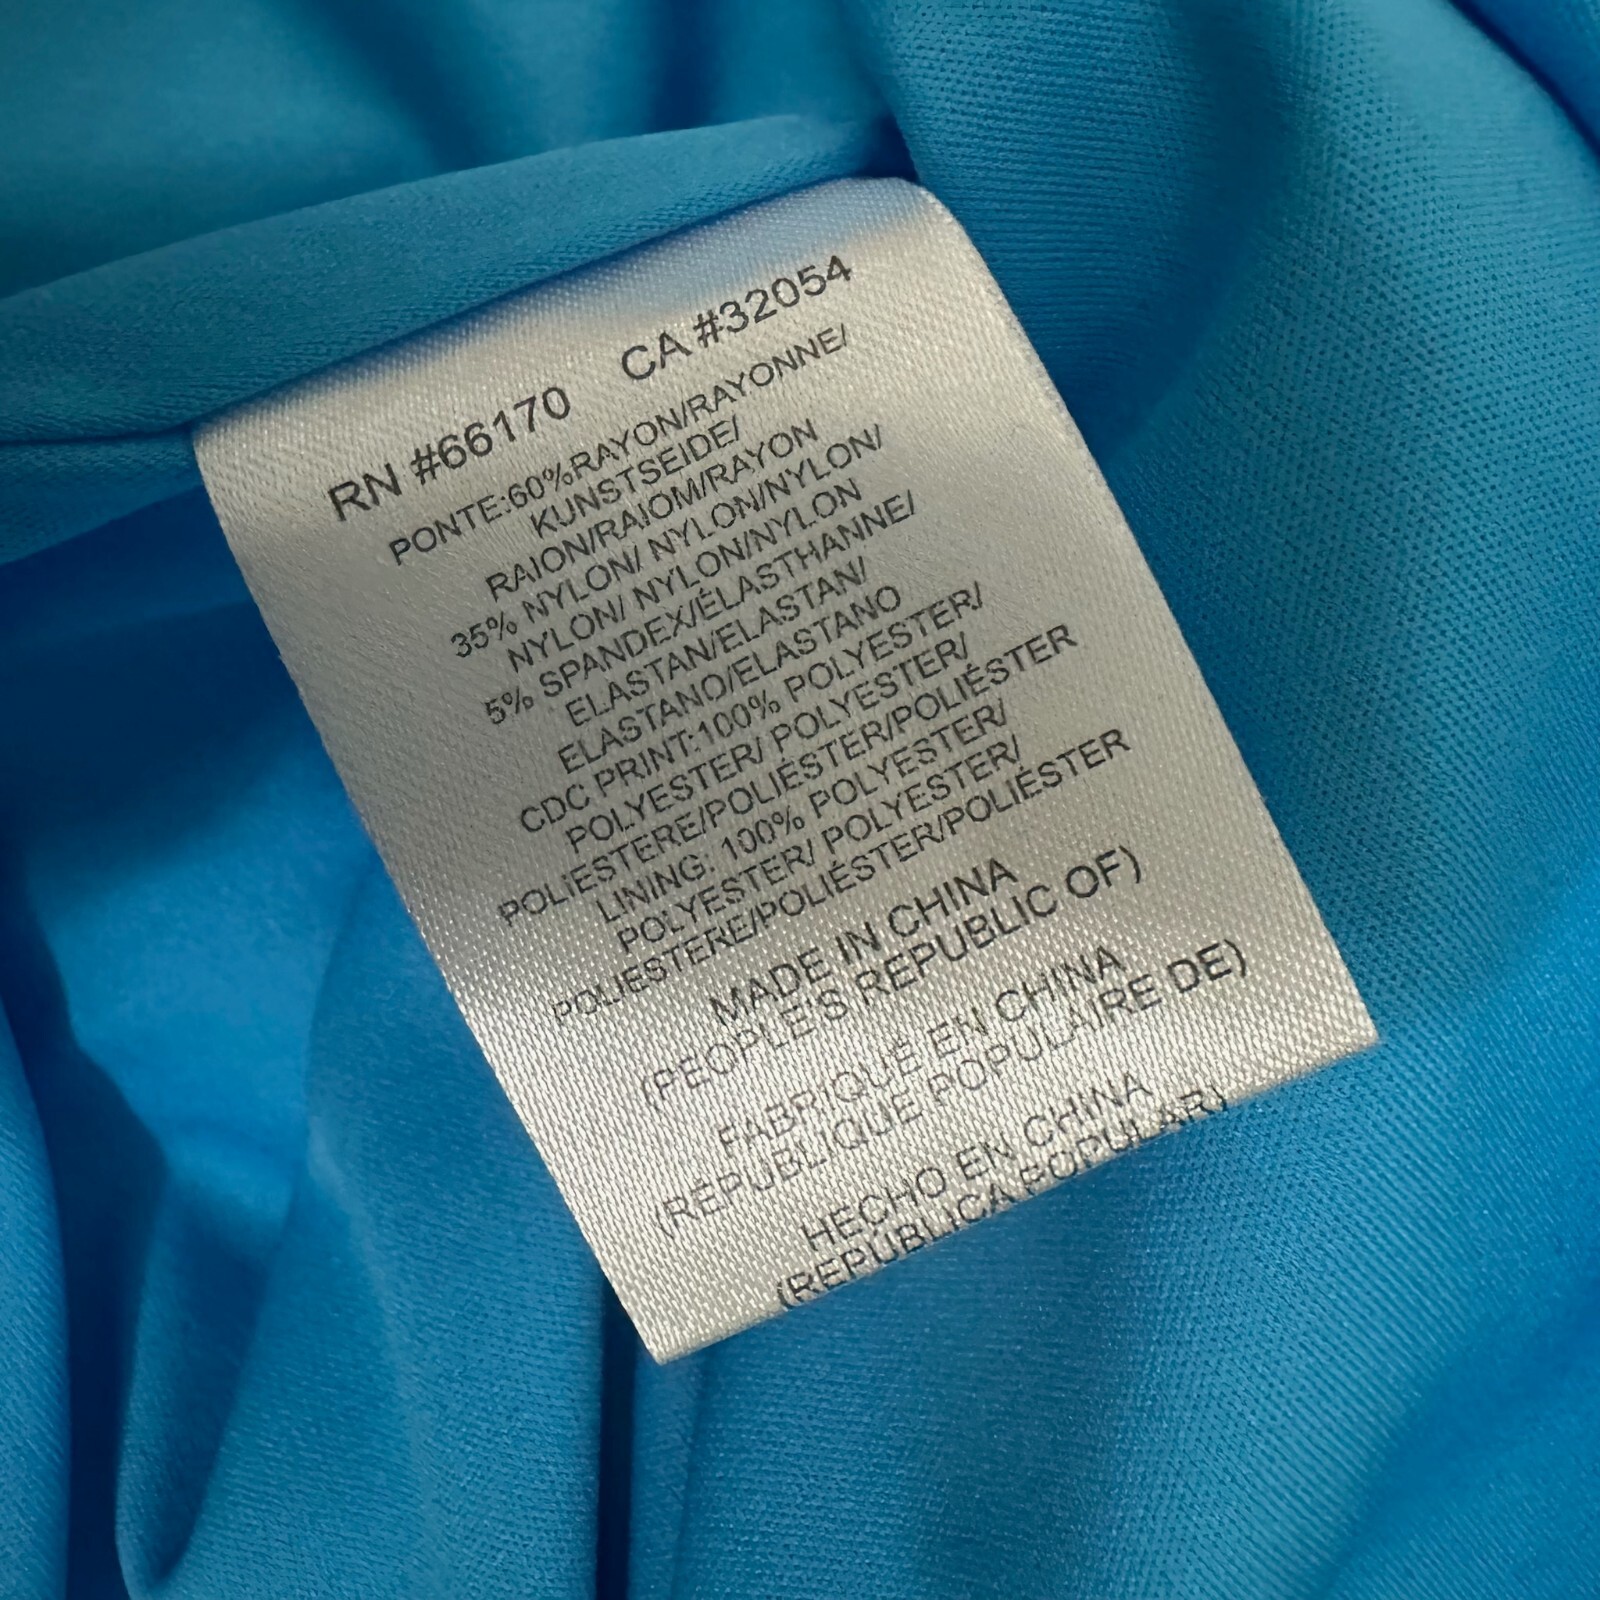 RN #66170 CA #32054
PONTE:60%RAYON/RAYONNE/
KUNSTSEIDE/
RAION/RAIOM/RAYON
35% NYLON/ NYLON/NYLON/
NYLON/ NYLON/NYLON
5% SPANDEX/ÉLASTHANNE/
ELASTAN/ELASTAN/
ELASTANO/ELASTANO
CDC PRINT:100% POLYESTER/
POLYESTER/ POLYESTER/
POLIESTERE/POLIÉSTER/POLIÉSTER
LINING: 100% POLYESTER/
POLYESTER/ POLYESTER/
POLIESTERE/POLIÉSTER/POLIÉSTER
MADE IN CHINA
(PEOPLE'S REPUBLIC OF)
FABRIQUÉ EN CHINA
(RÉPUBLIQUE POPULAIRE DE)
HECHO EN CHINA
(REPÚBLICA POPULAR)